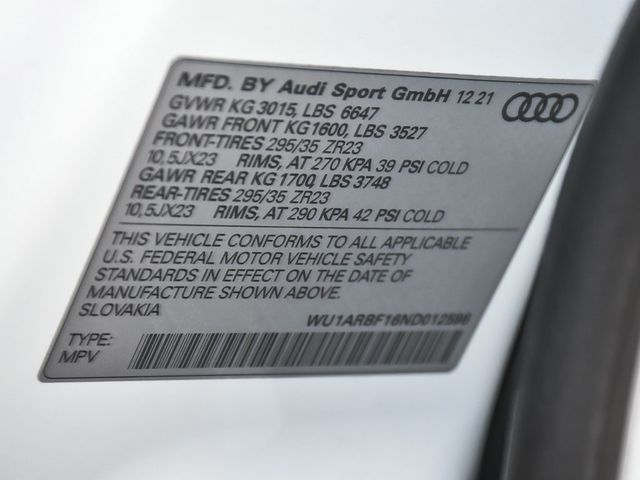 MFD. BY Audi Sport GmbH 12 21
GVWR KG 3015, LBS 6647
GAWR FRONT KG1600, LBS 3527
FRONT-TIRES 295/35 ZR23
10,5JX23 RIMS, AT 270 KPA 39 PSI COLD
GAWR REAR KG 1700, LBS 3748
REAR-TIRES 295/35 ZR23
10,5JX23 RIMS, AT 290 KPA 42 PSI COLD
THIS VEHICLE CONFORMS TO ALL APPLICABLE
U.S. FEDERAL MOTOR VEHICLE SAFETY
STANDARDS IN EFFECT ON THE DATE OF
MANUFACTURE SHOWN ABOVE.
SLOVAKIA
WU1ARBF16ND012596
TYPE:
MPV